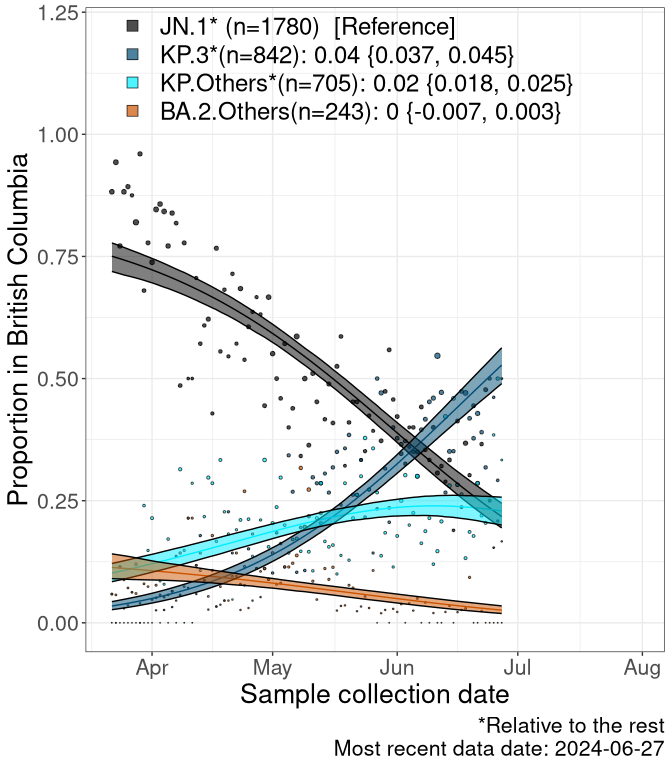 JN.1* (n=1780)  [Reference]
KP.3*(n=842): 0.04 {0.037, 0.045}
KP.Others*(n=705): 0.02 {0.018, 0.025}
BA.2.Others(n=243): 0 {-0.007, 0.003}
1.25
1.00
0.75
0.50
0.25
0.00
Proportion in British Columbia
Apr May Jun Jul Aug
Sample collection date
*Relative to the rest
Most recent data date: 2024-06-27